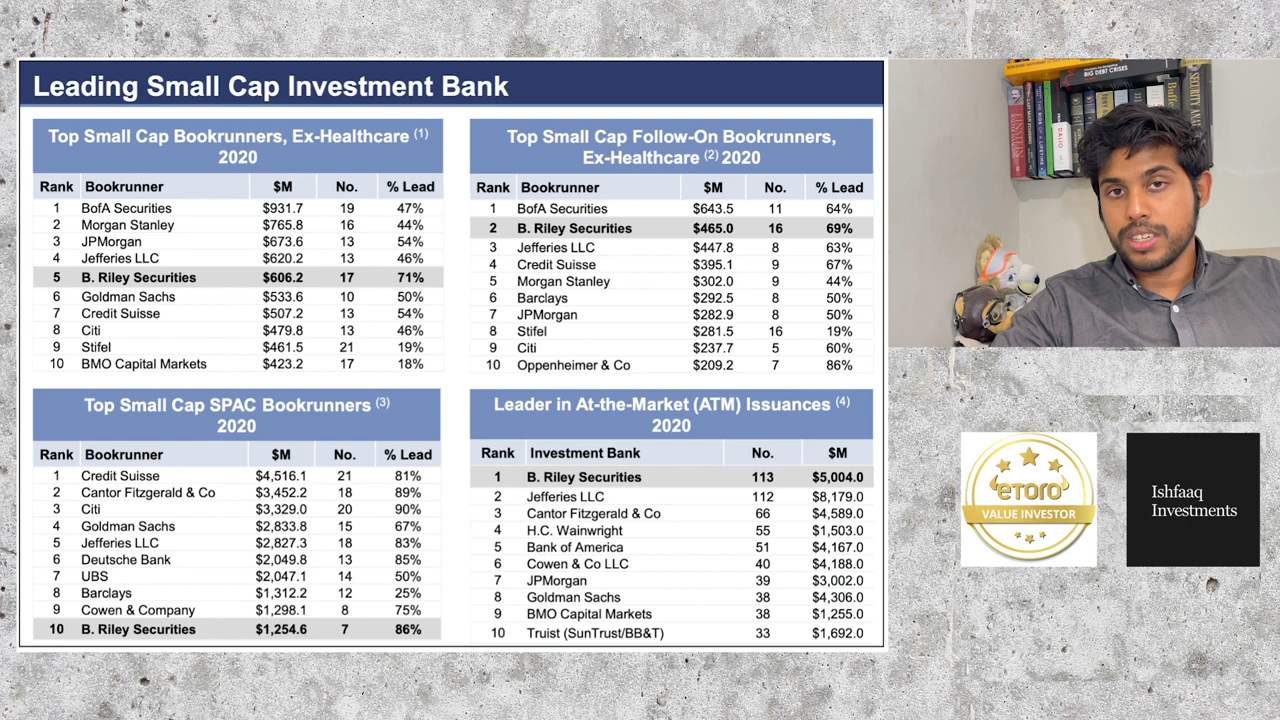 Leading Small Cap Investment Bank
Top Small Cap Bookrunners, Ex-Healthcare (1)
2020
Rank Bookrunner $M No. % Lead
1 BofA Securities $931.7 19 47%
2 Morgan Stanley $765.8 16 44%
3 JPMorgan $673.6 13 54%
4 Jefferies LLC $620.2 13 46%
5 B. Riley Securities $606.2 17 71%
6 Goldman Sachs $533.6 10 50%
7 Credit Suisse $507.2 13 54%
8 Citi $479.8 13 46%
9 Stifel $461.5 21 19%
10 BMO Capital Markets $423.2 17 18%
Top Small Cap Follow-On Bookrunners,
Ex-Healthcare (2) 2020
Rank Bookrunner $M No. % Lead
1 BofA Securities $643.5 11 64%
2 B. Riley Securities $465.0 16 69%
3 Jefferies LLC $447.8 8 63%
4 Credit Suisse $395.1 9 67%
5 Morgan Stanley $302.0 9 44%
6 Barclays $292.5 8 50%
7 JPMorgan $282.9 8 50%
8 Stifel $281.5 16 19%
9 Citi $237.7 5 60%
10 Oppenheimer & Co $209.2 7 86%
Top Small Cap SPAC Bookrunners (3)
2020
Rank Bookrunner $M No. % Lead
1 Credit Suisse $4,516.1 21 81%
2 Cantor Fitzgerald & Co $3,452.2 18 89%
3 Citi $3,329.0 20 90%
4 Goldman Sachs $2,833.8 15 67%
5 Jefferies LLC $2,827.3 18 83%
6 Deutsche Bank $2,049.8 13 85%
7 UBS $2,047.1 14 50%
8 Barclays $1,312.2 12 25%
9 Cowen & Company $1,298.1 8 75%
10 B. Riley Securities $1,254.6 7 86%
Leader in At-the-Market (ATM) Issuances (4)
2020
Rank Investment Bank No. $M
1 B. Riley Securities 113 $5,004.0
2 Jefferies LLC 112 $8,179.0
3 Cantor Fitzgerald & Co 66 $4,589.0
4 H.C. Wainwright 55 $1,503.0
5 Bank of America 51 $4,167.0
6 Cowen & Co LLC 40 $4,188.0
7 JPMorgan 39 $3,002.0
8 Goldman Sachs 38 $4,306.0
9 BMO Capital Markets 38 $1,255.0
10 Truist (SunTrust/BB&T) 33 $1,692.0
BIG DEBT CRISES
EINSTEIN
DALIO
SECURITY ANALYSIS
eToro
VALUE INVESTOR
Ishfaaq
Investments